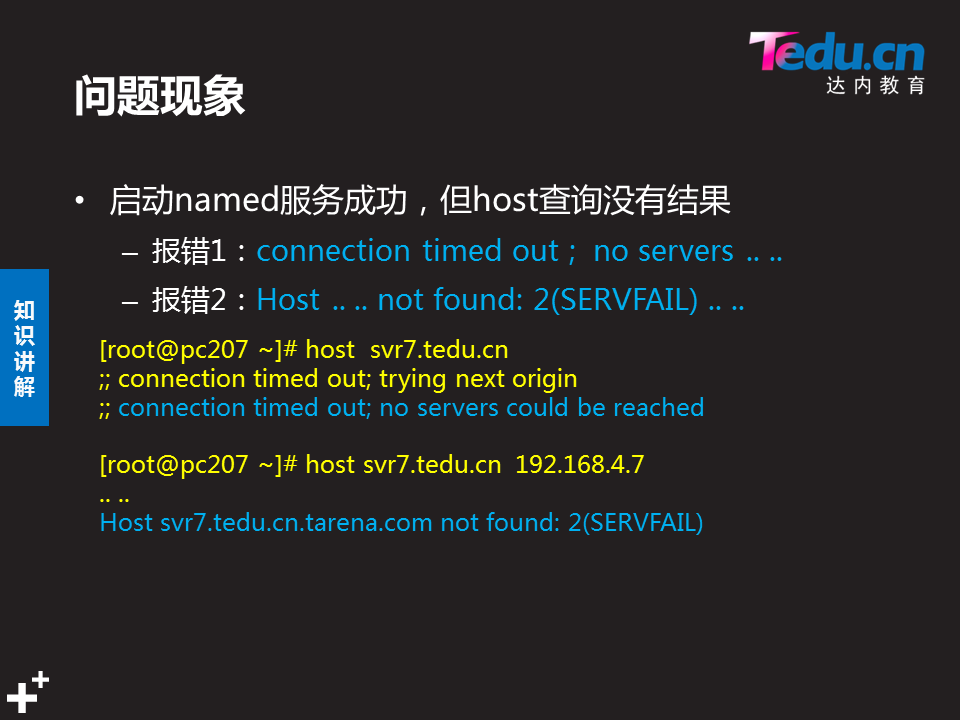 Tedu.cn
达内教育
问题现象
• 启动named服务成功，但host查询没有结果
– 报错1：connection timed out； no servers .. ..
– 报错2：Host .. .. not found: 2(SERVFAIL) .. ..
知识讲解
[root@pc207 ~]# host  svr7.tedu.cn
;; connection timed out; trying next origin
;; connection timed out; no servers could be reached
[root@pc207 ~]# host svr7.tedu.cn  192.168.4.7
.. ..
Host svr7.tedu.cn.tarena.com not found: 2(SERVFAIL)